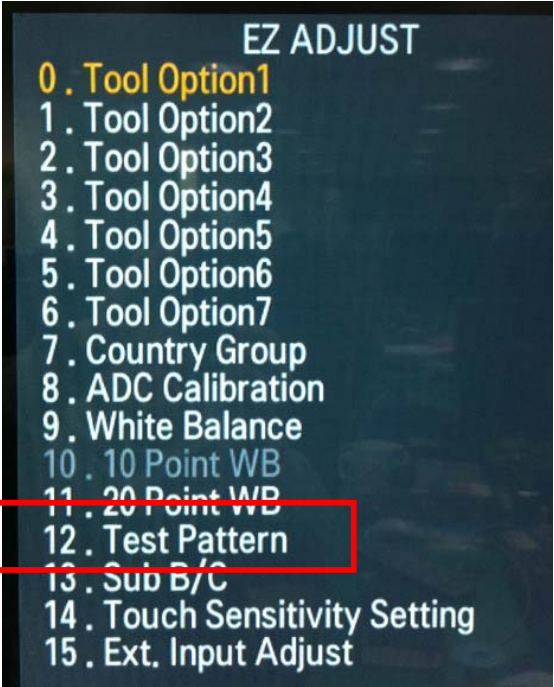 EZ ADJUST
0 . Tool Option1
1 . Tool Option2
2 . Tool Option3
3 . Tool Option4
4 . Tool Option5
5 . Tool Option6
6 . Tool Option7
7 . Country Group
8 . ADC Calibration
9 . White Balance
10 . 10 Point WB
11 . 20 Point WB
12 . Test Pattern
13 . Sub B/C
14 . Touch Sensitivity Setting
15 . Ext. Input Adjust